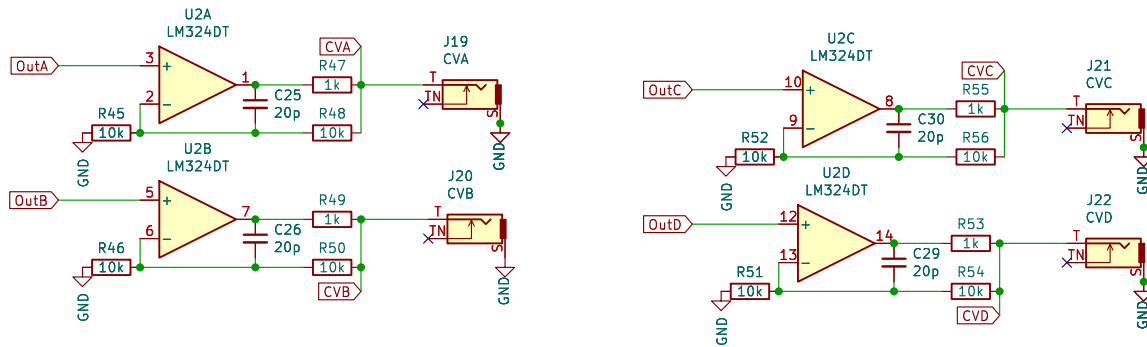 U2A
LM324DT
OutA
3
+
2
−
1
CVA
R47
1k
C25
20p
R48
10k
R45
10k
GND
J19
CVA
T
TN
S
GND
U2B
LM324DT
OutB
5
+
6
−
7
R49
1k
C26
20p
R50
10k
CVB
R46
10k
GND
J20
CVB
T
TN
S
GND
U2C
LM324DT
OutC
10
+
9
−
8
CVC
R55
1k
C30
20p
R56
10k
R52
10k
GND
J21
CVC
T
TN
S
GND
U2D
LM324DT
OutD
12
+
13
−
14
R53
1k
C29
20p
R54
10k
CVD
R51
10k
GND
J22
CVD
T
TN
S
GND